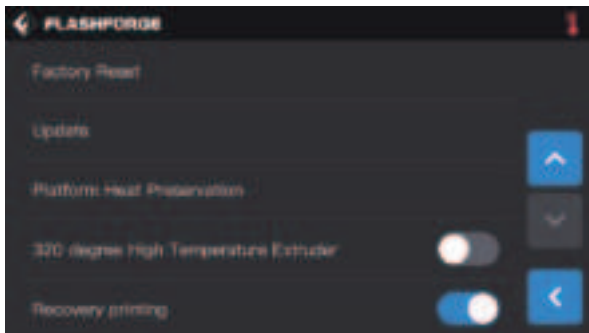 FLASHFORGE
Factory Reset
Update
Platform Heat Preservation
320 degree High Temperature Extruder
Recovery printing